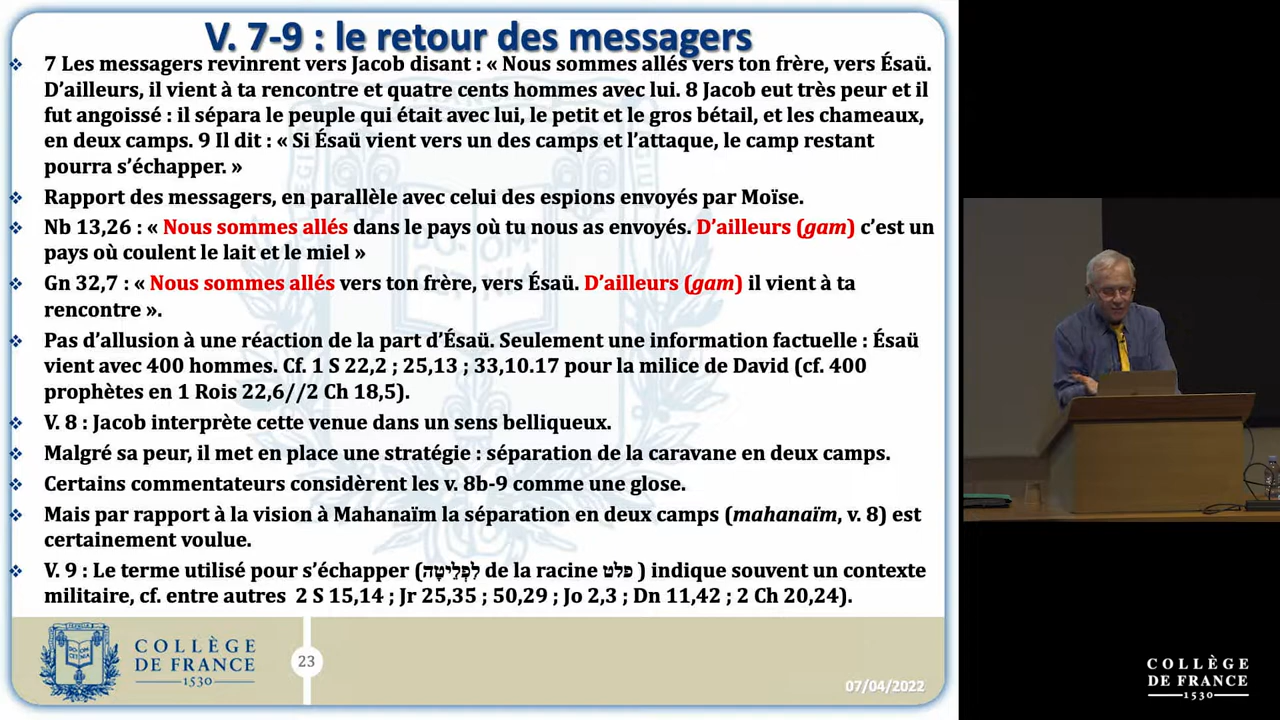 V. 7-9 : le retour des messagers
❖ 7 Les messagers revinrent vers Jacob disant : « Nous sommes allés vers ton frère, vers Ésaü.
D’ailleurs, il vient à ta rencontre et quatre cents hommes avec lui. 8 Jacob eut très peur et il
fut angoissé : il sépara le peuple qui était avec lui, le petit et le gros bétail, et les chameaux,
en deux camps. 9 Il dit : « Si Ésaü vient vers un des camps et l’attaque, le camp restant
pourra s’échapper. »
❖ Rapport des messagers, en parallèle avec celui des espions envoyés par Moïse.
❖ Nb 13,26 : « Nous sommes allés dans le pays où tu nous as envoyés. D’ailleurs (gam) c’est un
pays où coulent le lait et le miel »
❖ Gn 32,7 : « Nous sommes allés vers ton frère, vers Ésaü. D’ailleurs (gam) il vient à ta
rencontre ».
❖ Pas d’allusion à une réaction de la part d’Ésaü. Seulement une information factuelle : Ésaü
vient avec 400 hommes. Cf. 1 S 22,2 ; 25,13 ; 33,10.17 pour la milice de David (cf. 400
prophètes en 1 Rois 22,6//2 Ch 18,5).
❖ V. 8 : Jacob interprète cette venue dans un sens belliqueux.
❖ Malgré sa peur, il met en place une stratégie : séparation de la caravane en deux camps.
❖ Certains commentateurs considèrent les v. 8b-9 comme une glose.
❖ Mais par rapport à la vision à Mahanaïm la séparation en deux camps (mahanaïm, v. 8) est
certainement voulue.
❖ V. 9 : Le terme utilisé pour s’échapper (לִפְלֵיטָה de la racine פלט ) indique souvent un contexte
militaire, cf. entre autres 2 S 15,14 ; Jr 25,35 ; 50,29 ; Jo 2,3 ; Dn 11,42 ; 2 Ch 20,24).
COLLÈGE
DE FRANCE
1530
23
07/04/2022
COLLÈGE
DE FRANCE
1530